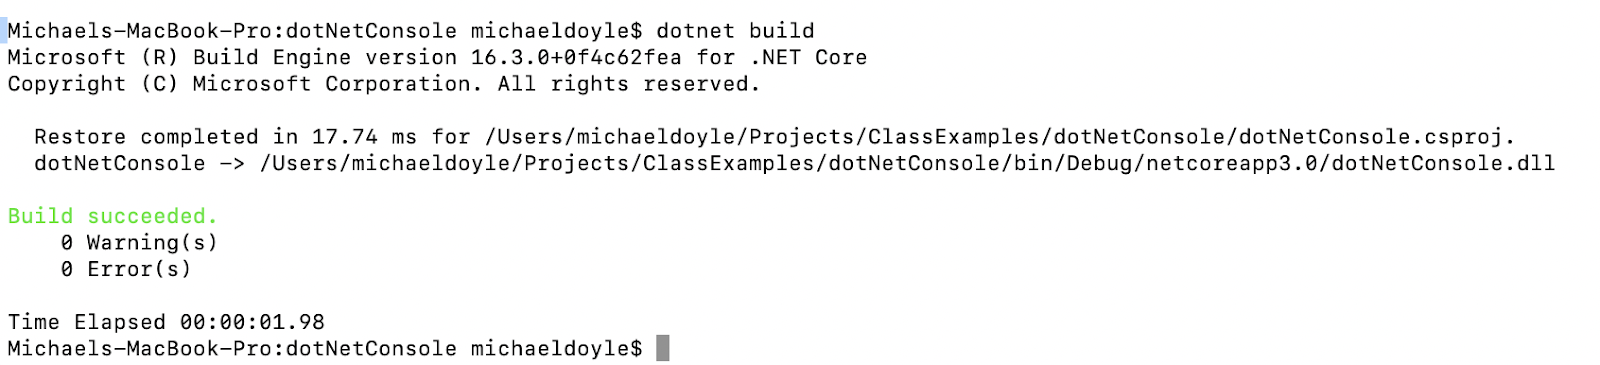 Michaels-MacBook-Pro:dotNetConsole michaeldoyle$ dotnet build
Microsoft (R) Build Engine version 16.3.0+0f4c62fea for .NET Core
Copyright (C) Microsoft Corporation. All rights reserved.
Restore completed in 17.74 ms for /Users/michaeldoyle/Projects/ClassExamples/dotNetConsole/dotNetConsole.csproj.
dotNetConsole -> /Users/michaeldoyle/Projects/ClassExamples/dotNetConsole/bin/Debug/netcoreapp3.0/dotNetConsole.dll
Build succeeded.
0 Warning(s)
0 Error(s)
Time Elapsed 00:00:01.98
Michaels-MacBook-Pro:dotNetConsole michaeldoyle$